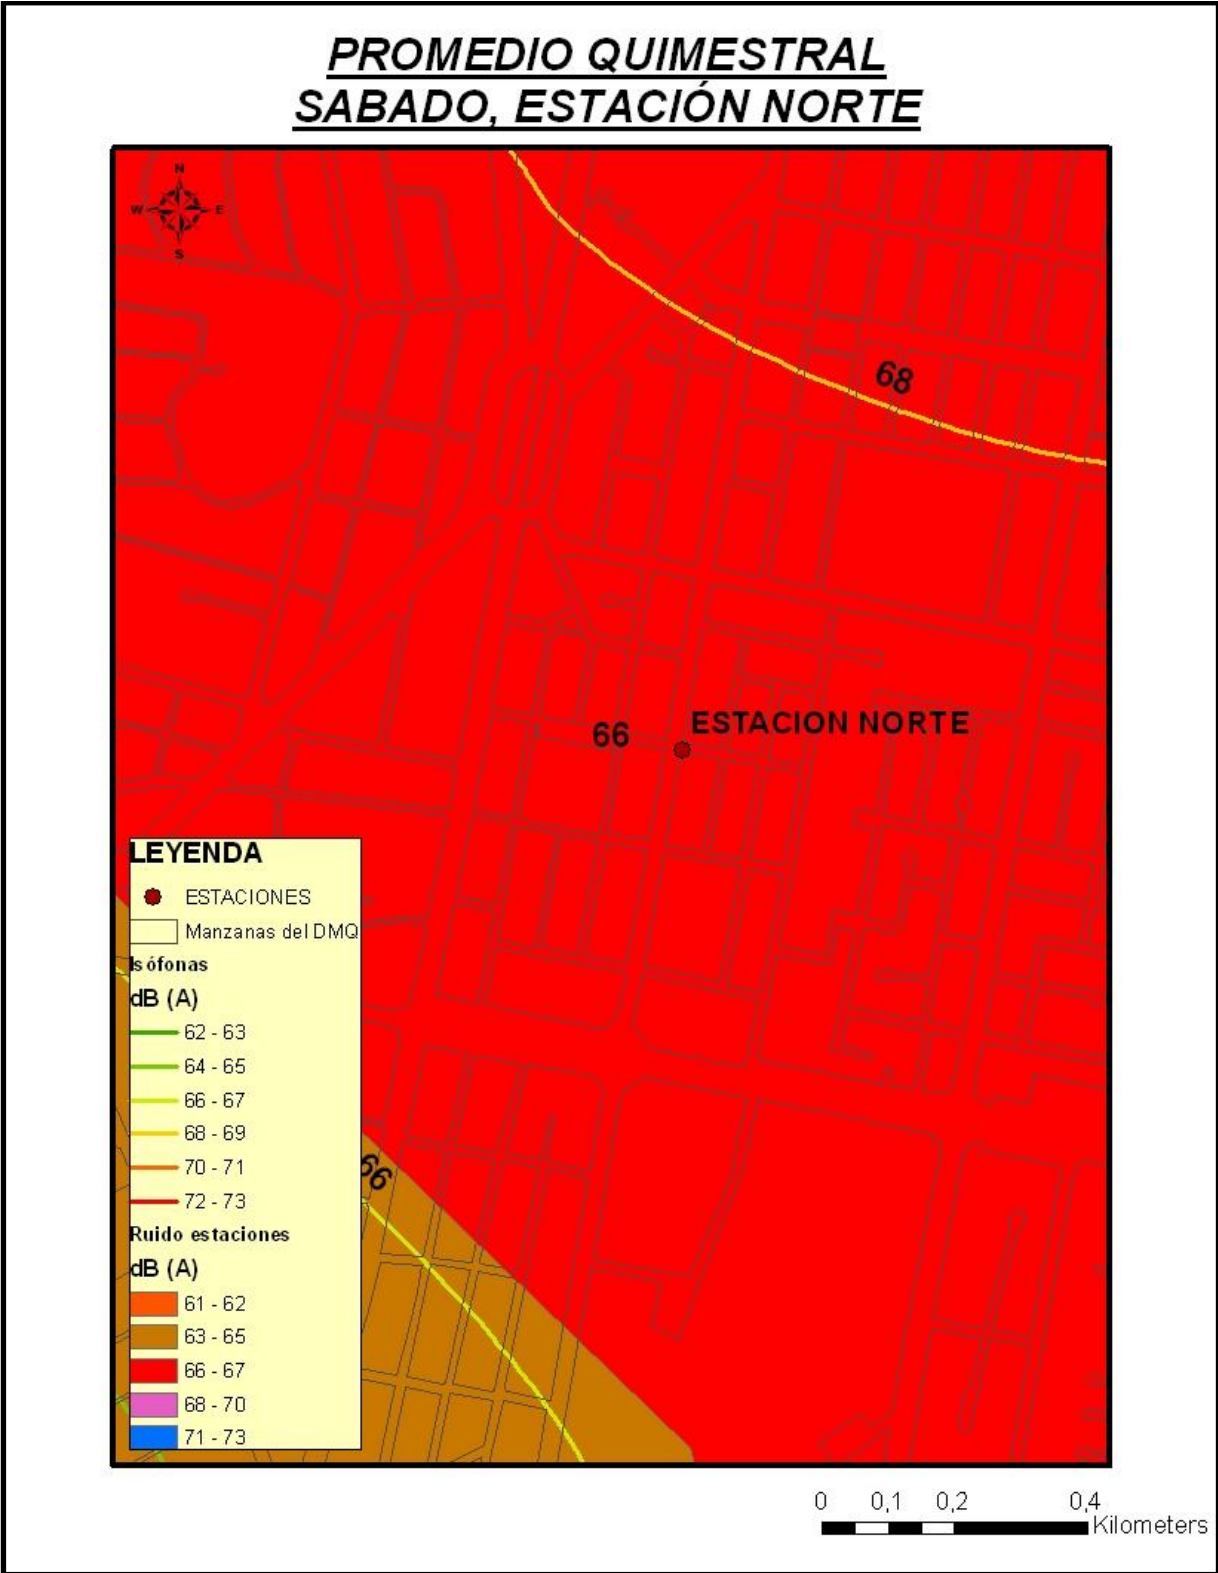 PROMEDIO QUIMESTRAL
SABADO, ESTACIÓN NORTE
N
W E
S
68
ESTACION NORTE
66
66
LEYENDA
ESTACIONES
Manzanas del DMQ
Isófonas
dB (A)
62 - 63
64 - 65
66 - 67
68 - 69
70 - 71
72 - 73
Ruido estaciones
dB (A)
61 - 62
63 - 65
66 - 67
68 - 70
71 - 73
0 0,1 0,2 0,4
Kilometers